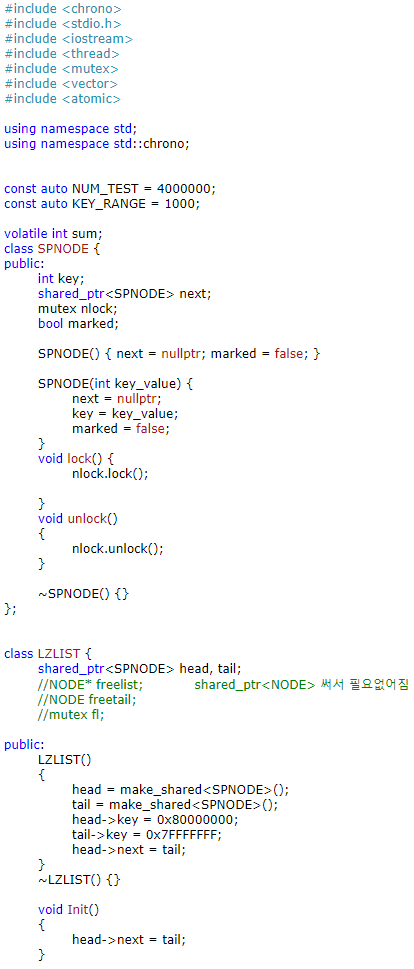 #include <chrono>
#include <stdio.h>
#include <iostream>
#include <thread>
#include <mutex>
#include <vector>
#include <atomic>
using namespace std;
using namespace std::chrono;
const auto NUM_TEST = 4000000;
const auto KEY_RANGE = 1000;
volatile int sum;
class SPNODE {
public:
int key;
shared_ptr<SPNODE> next;
mutex nlock;
bool marked;
SPNODE() { next = nullptr; marked = false; }
SPNODE(int key_value) {
next = nullptr;
key = key_value;
marked = false;
}
void lock() {
nlock.lock();
}
void unlock()
{
nlock.unlock();
}
~SPNODE() {}
};
class LZLIST {
shared_ptr<SPNODE> head, tail;
//NODE* freelist; shared_ptr<NODE> 써서 필요없어짐
//NODE freetail;
//mutex fl;
public:
LZLIST()
{
head = make_shared<SPNODE>();
tail = make_shared<SPNODE>();
head->key = 0x80000000;
tail->key = 0x7FFFFFFF;
head->next = tail;
}
~LZLIST() {}
void Init()
{
head->next = tail;
}